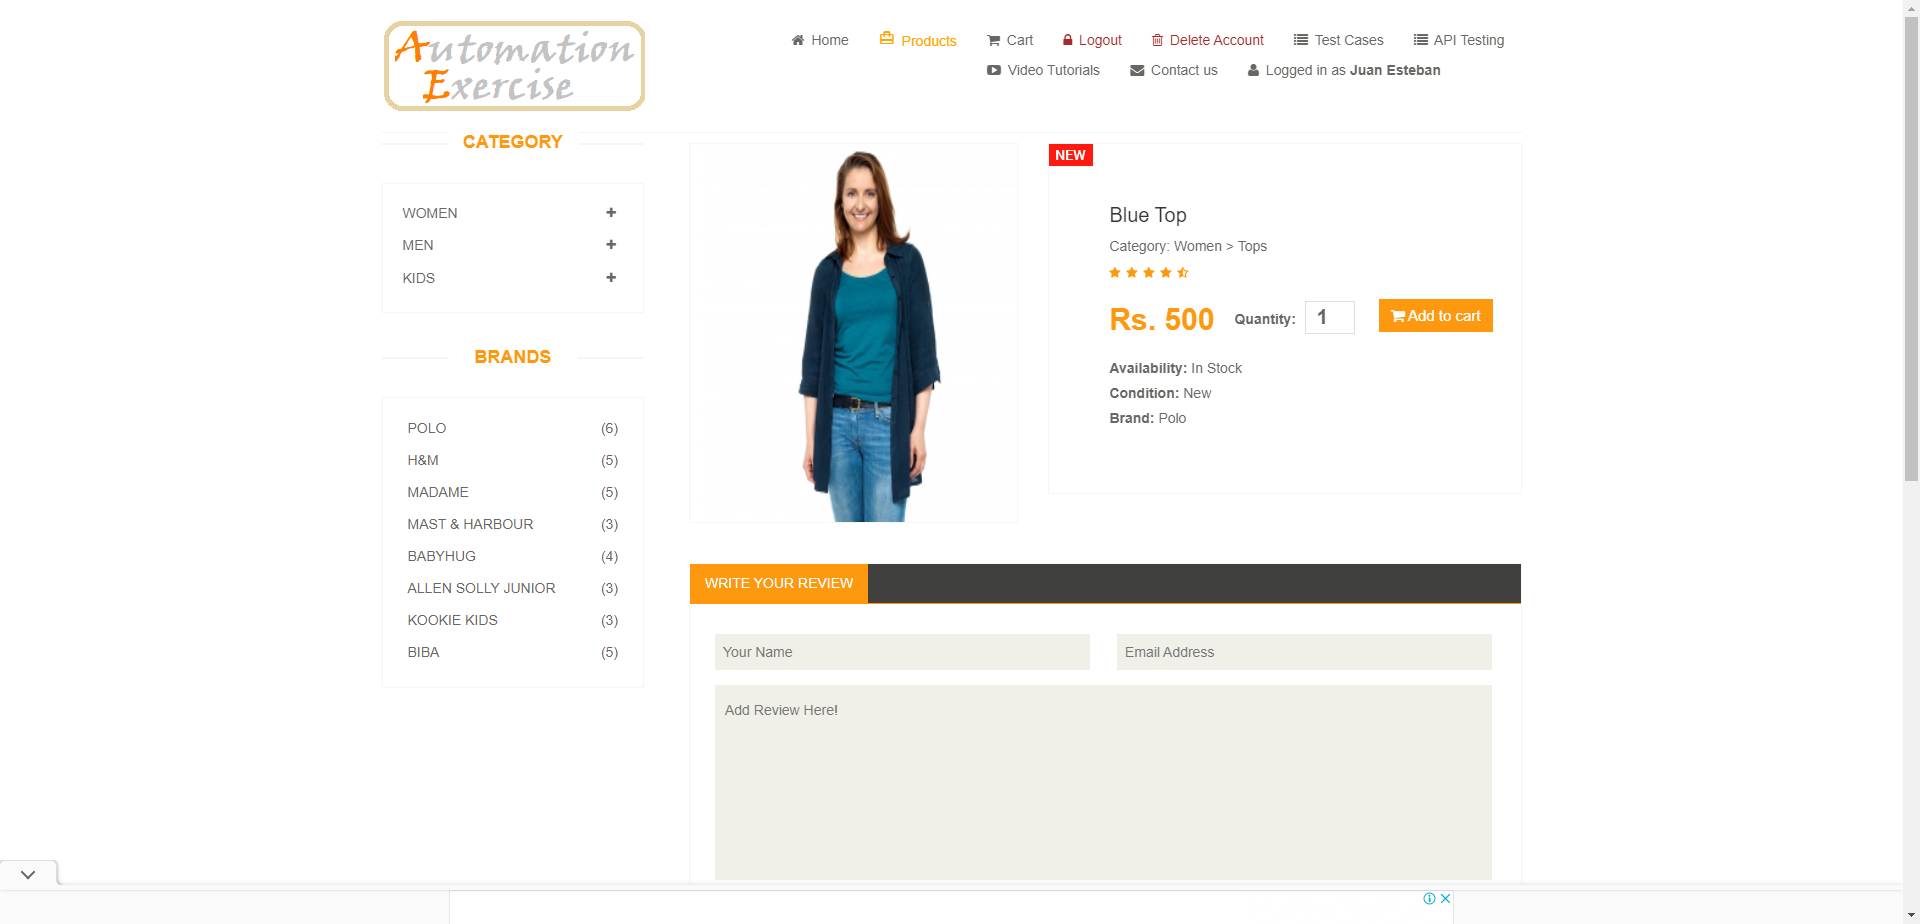 Automation
Exercise
Home
Products
Cart
Logout
Delete Account
Test Cases
API Testing
Video Tutorials
Contact us
Logged in as Juan Esteban
CATEGORY
WOMEN
MEN
KIDS
BRANDS
POLO (6)
H&M (5)
MADAME (5)
MAST & HARBOUR (3)
BABYHUG (4)
ALLEN SOLLY JUNIOR (3)
KOOKIE KIDS (3)
BIBA (5)
NEW
Blue Top
Category: Women > Tops
Rs. 500
Quantity: 1
Add to cart
Availability: In Stock
Condition: New
Brand: Polo
WRITE YOUR REVIEW
Your Name
Email Address
Add Review Here!